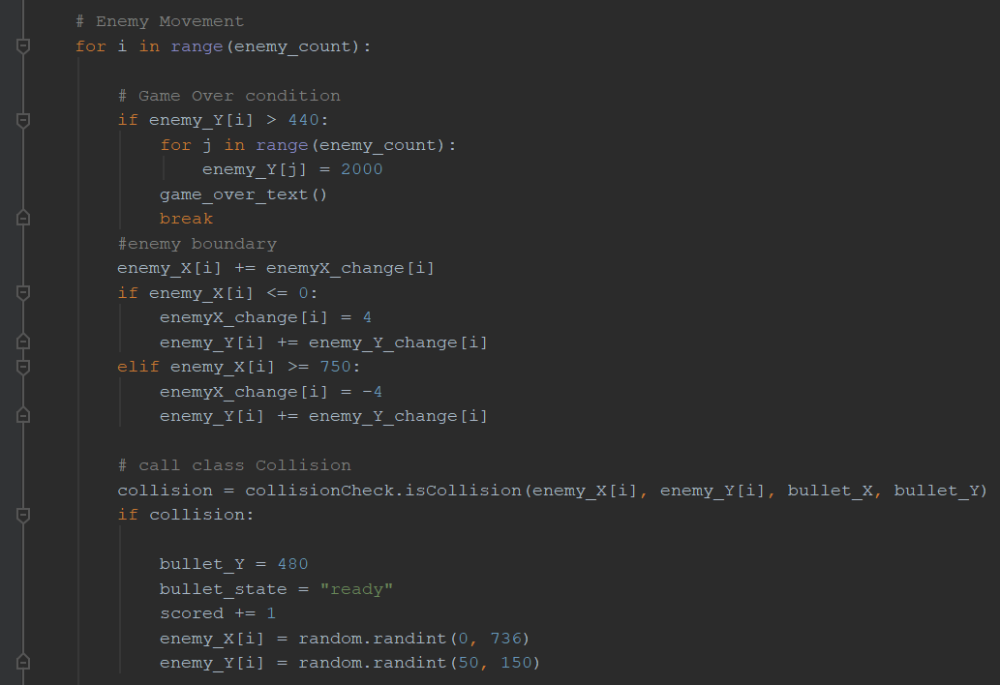 # Enemy Movement
for i in range(enemy_count):
# Game Over condition
if enemy_Y[i] > 440:
for j in range(enemy_count):
enemy_Y[j] = 2000
game_over_text()
break
#enemy boundary
enemy_X[i] += enemyX_change[i]
if enemy_X[i] <= 0:
enemyX_change[i] = 4
enemy_Y[i] += enemy_Y_change[i]
elif enemy_X[i] >= 750:
enemyX_change[i] = -4
enemy_Y[i] += enemy_Y_change[i]
# call class Collision
collision = collisionCheck.isCollision(enemy_X[i], enemy_Y[i], bullet_X, bullet_Y)
if collision:
bullet_Y = 480
bullet_state = "ready"
scored += 1
enemy_X[i] = random.randint(0, 736)
enemy_Y[i] = random.randint(50, 150)